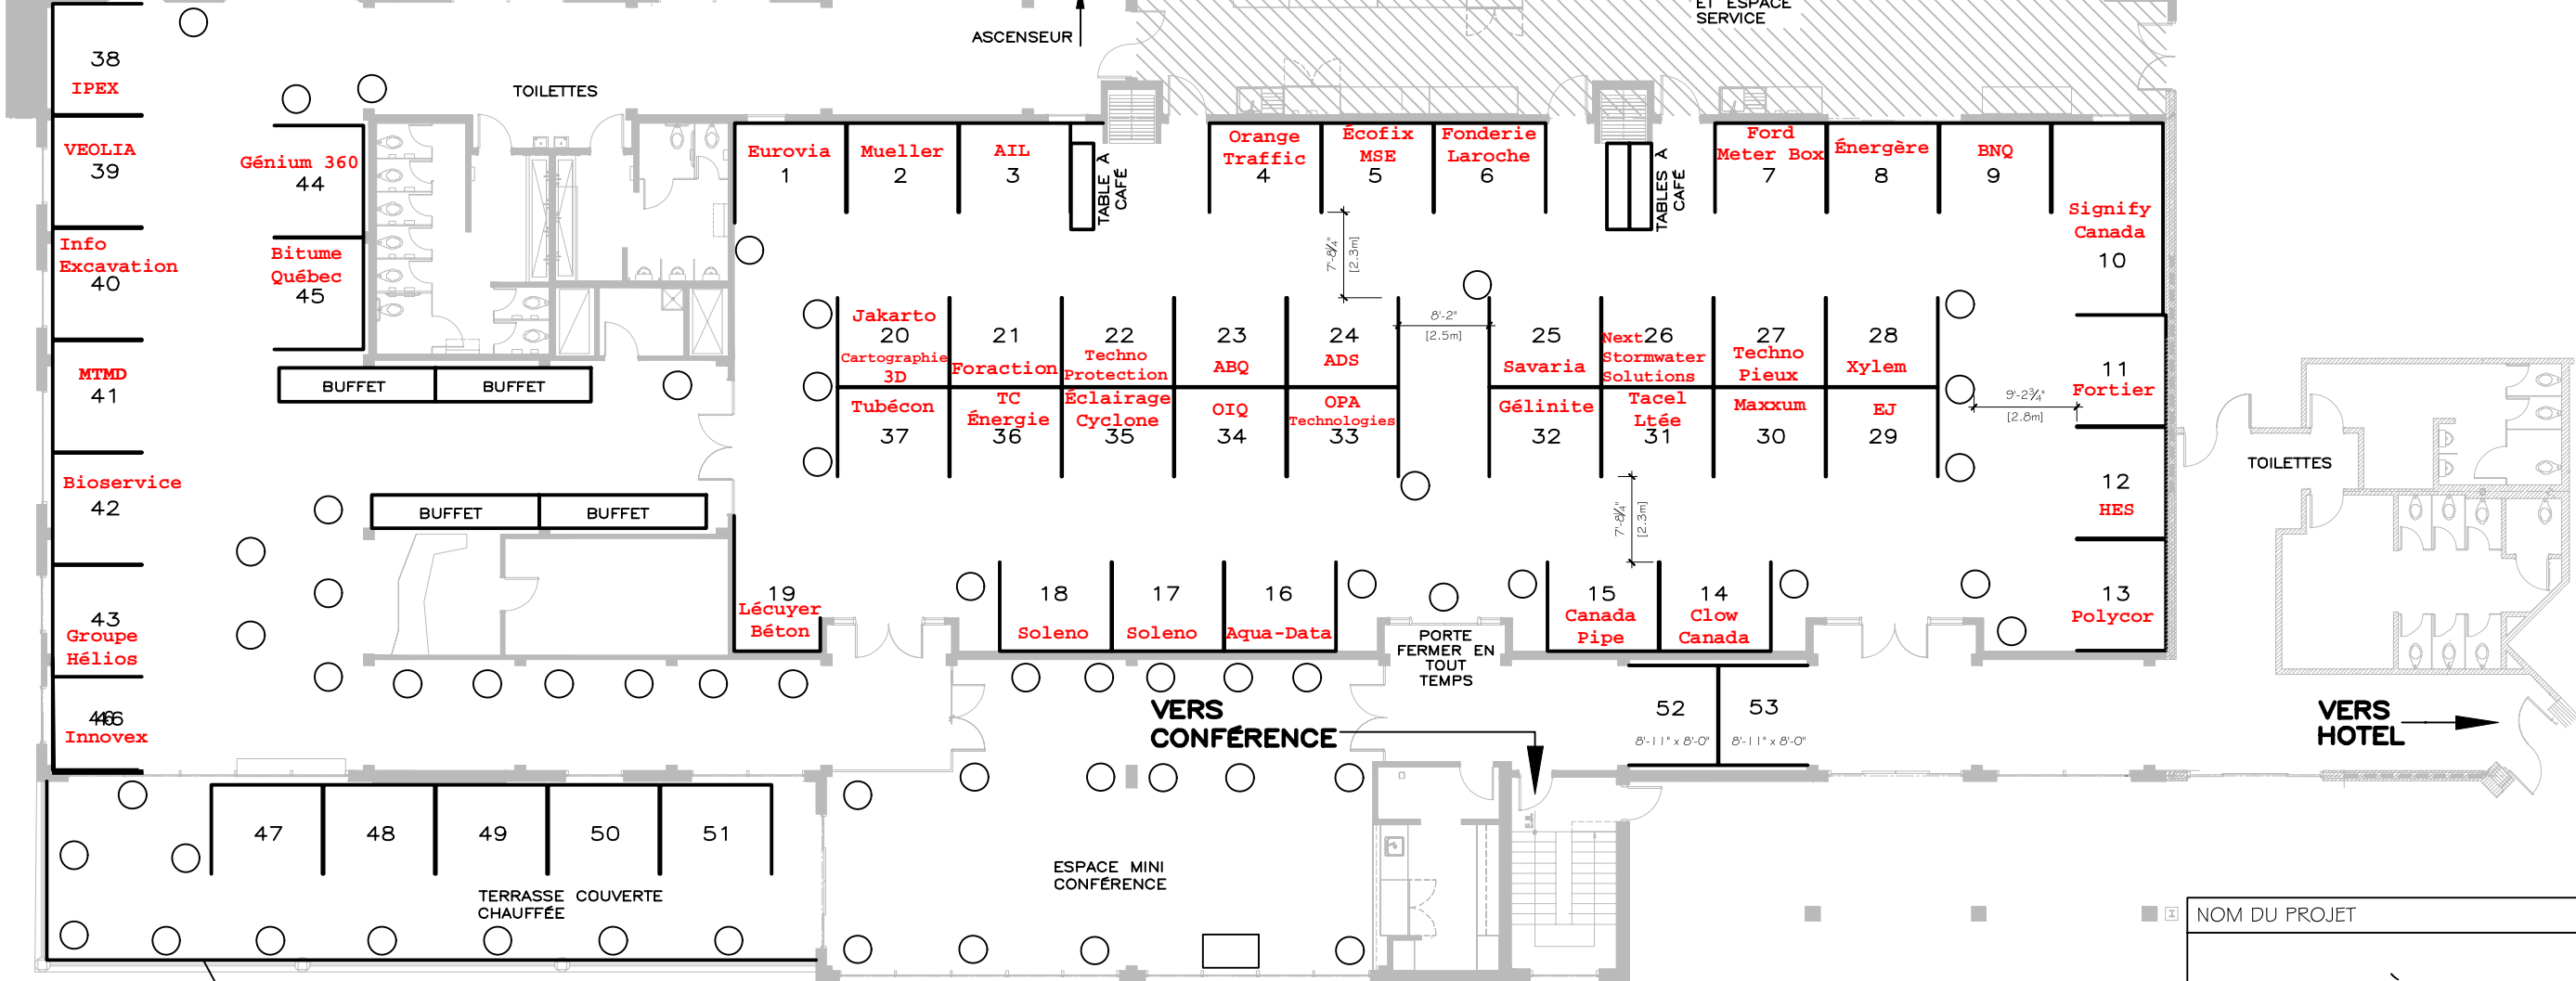 ET ESPACE
SERVICE
ASCENSEUR
38
IPEX
TOILETTES
VEOLIA
39
Génium 360
44
Info
Excavation
40
Bitume
Québec
45
MTMD
41
BUFFET
BUFFET
Bioservice
42
BUFFET
BUFFET
43
Groupe
Hélios
46
Innovex
Eurovia
1
Mueller
2
AIL
3
TABLE À
CAFÉ
Orange
Traffic
4
Écofix
MSE
5
Fonderie
Laroche
6
TABLES À
CAFÉ
Ford
Meter Box
7
Énergère
8
BNQ
9
Signify
Canada
10
7'-8¼"
[2.3m]
Jakarto
20
Cartographie
3D
21
Foraction
22
Techno
Protection
23
ABQ
24
ADS
8'-2"
[2.5m]
25
Savaria
26
Next
Stormwater
Solutions
27
Techno
Pieux
28
Xylem
11
Fortier
9'-2¾"
[2.8m]
Tubécon
37
TC
Énergie
36
Éclairage
Cyclone
35
OIQ
34
OPA
Technologies
33
Gélinite
32
Tacel
Ltée
31
Maxxum
30
EJ
29
12
HES
TOILETTES
7'-8¼"
[2.3m]
19
Lécuyer
Béton
18
Soleno
17
Soleno
16
Aqua-Data
15
Canada
Pipe
14
Clow
Canada
13
Polycor
PORTE
FERMER EN
TOUT
TEMPS
VERS
CONFÉRENCE
52
8'-11" x 8'-0"
53
8'-11" x 8'-0"
VERS
HOTEL
47
48
49
50
51
TERRASSE COUVERTE
CHAUFFÉE
ESPACE MINI
CONFÉRENCE
NOM DU PROJET